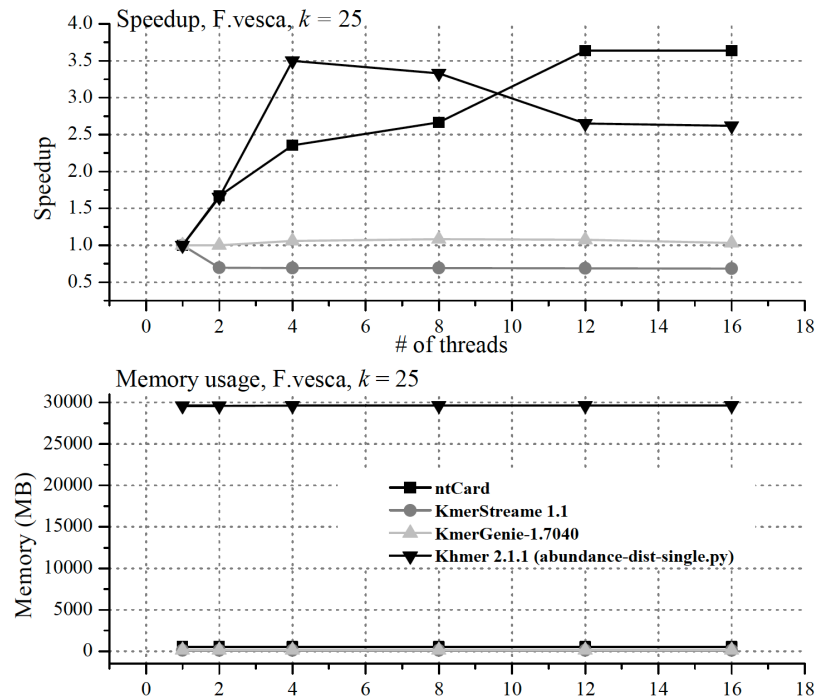 Speedup, F.vesca, k = 25
4.0
3.5
3.0
2.5
2.0
1.5
1.0
0.5
Speedup
0 2 4 6 8 10 12 14 16 18
# of threads
Memory usage, F.vesca, k = 25
30000
25000
20000
15000
10000
5000
0
Memory (MB)
ntCard
KmerStreame 1.1
KmerGenie-1.7040
Khmer 2.1.1 (abundance-dist-single.py)
0 2 4 6 8 10 12 14 16 18